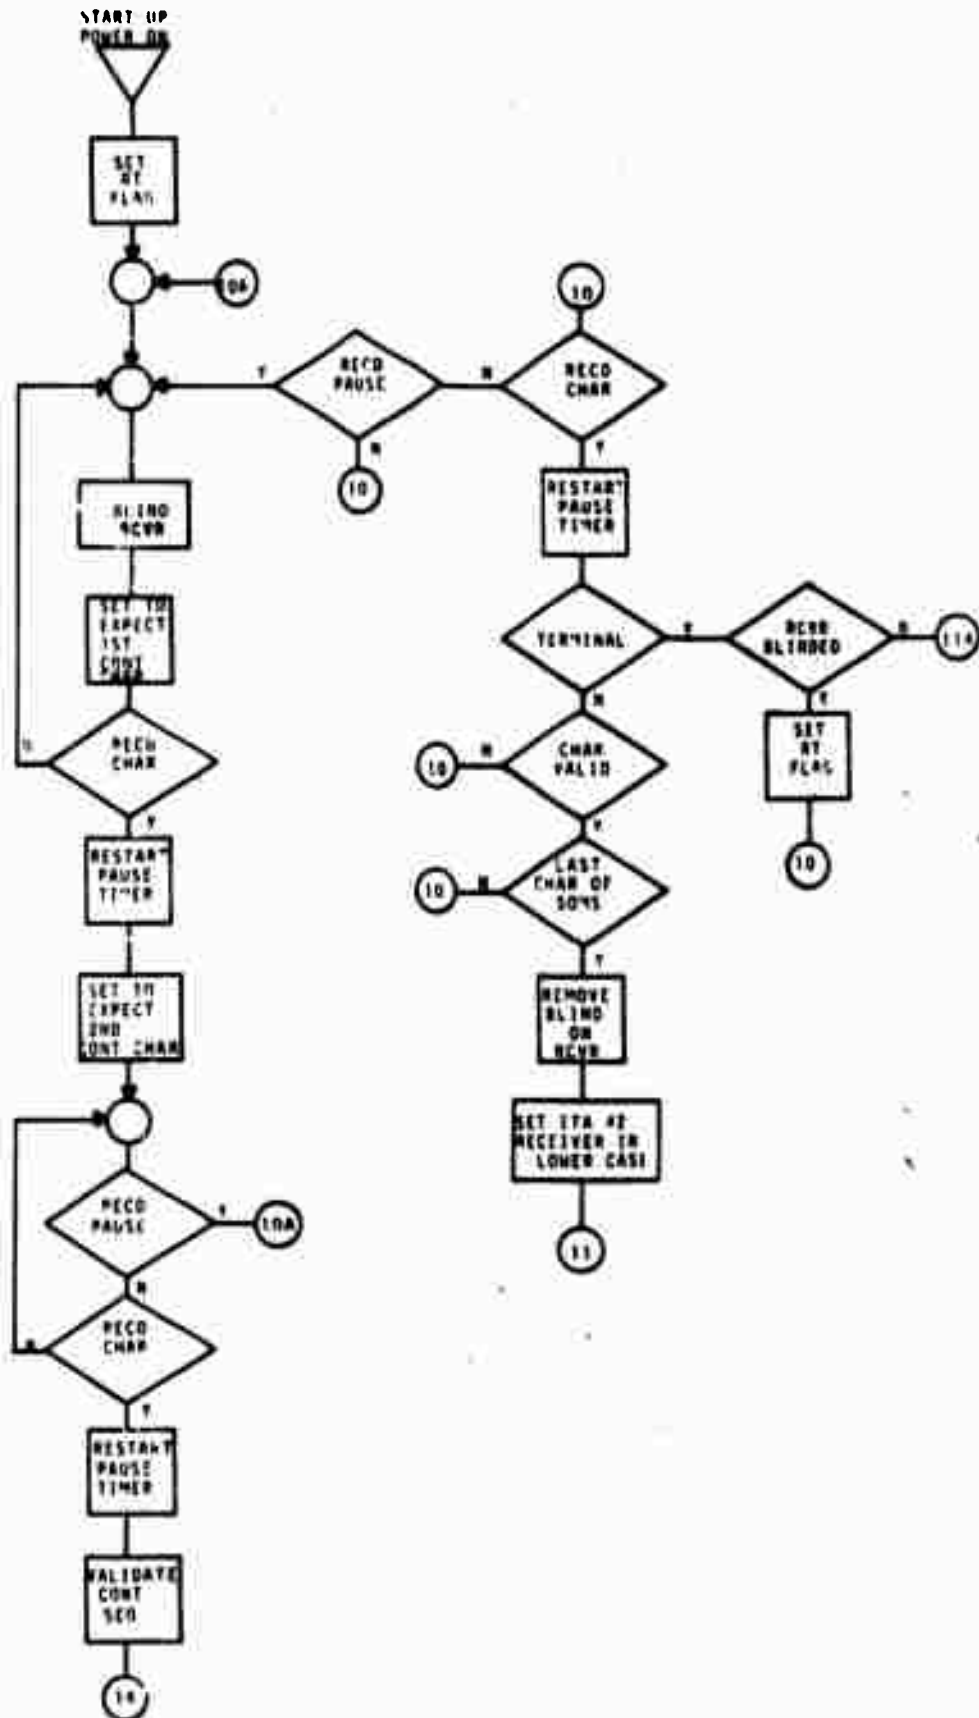 START UP
POWER ON
SET
RT
FLAG
RECD
PAUSE
Y
N
N
10
10
RECD
CHAR
Y
BLIND
RCVR
SET TO
EXPECT
1ST
CONT
RECD
CHAR
Y
RESTART
PAUSE
TIMER
SET TO
EXPECT
2ND
CONT CHAR
RECD
PAUSE
Y
10A
N
RECD
CHAR
N
Y
RESTART
PAUSE
TIMER
VALIDATE
CONT
SEQ
14
RESTART
PAUSE
TIMER
TERMINAL
Y
N
RCVR
BLINDED
11A
Y
SET
RT
FLAG
10
CHAR
VALID
N
10
Y
LAST
CHAR OF
SOMS
N
10
Y
REMOVE
BLIND
ON
RCVR
SET ITA #2
RECEIVER IN
LOWER CASE
11